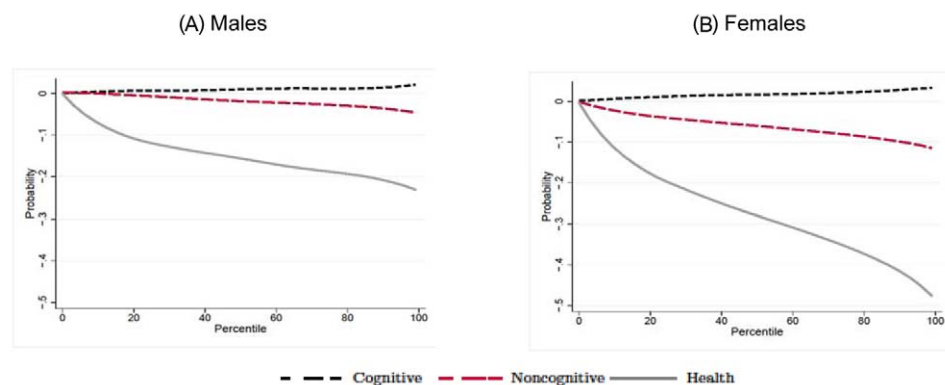 (A) Males
(B) Females
Probability
0
-.1
-.2
-.3
-.4
-.5
0 20 40 60 80 100
Percentile
Probability
0
-.1
-.2
-.3
-.4
-.5
0 20 40 60 80 100
Percentile
Cognitive Noncognitive Health